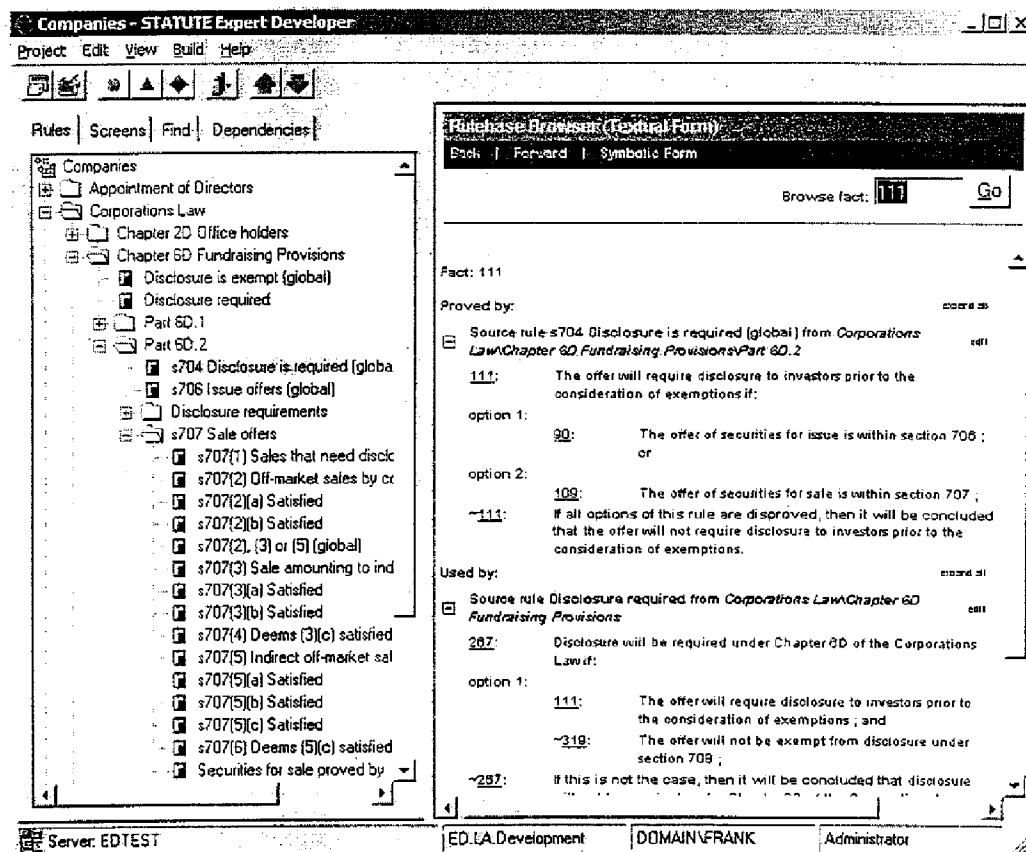 Companies - STATUTE Expert Developer
Project Edit View Build Help
Rules Screens Find Dependencies
Companies
Appointment of Directors
Corporations Law
Chapter 2D Office holders
Chapter 6D Fundraising Provisions
Disclosure is exempt (global)
Disclosure required
Part 6D.1
Part 6D.2
s704 Disclosure is required (globa
s706 Issue offers (global)
Disclosure requirements
s707 Sale offers
s707(1) Sales that need discl
s707(2) Off-market sales by cr
s707(2)(a) Satisfied
s707(2)(b) Satisfied
s707(2), (3) or (5) (global)
s707(3) Sale amounting to ind
s707(3)(a) Satisfied
s707(3)(b) Satisfied
s707(4) Deems (3)(c) satisfied
s707(5) Indirect off-market sal
s707(5)(a) Satisfied
s707(5)(b) Satisfied
s707(5)(c) Satisfied
s707(6) Deems (5)(c) satisfied
Securities for sale proved by
Rulebase Browser (Textual Form)
Back | Forward | Symbolic Form
Browse fact: 111 Go
Fact: 111
Proved by: expand all
Source rule s704 Disclosure is required (global) from Corporations edit
Law\Chapter 6D Fundraising Provisions\Part 6D.2
111: The offer will require disclosure to investors prior to the
consideration of exemptions if:
option 1:
90: The offer of securities for issue is within section 706 ;
or
option 2:
109: The offer of securities for sale is within section 707 ;
~111: If all options of this rule are disproved, then it will be concluded
that the offer will not require disclosure to investors prior to the
consideration of exemptions.
Used by: expand all
Source rule Disclosure required from Corporations Law\Chapter 6D edit
Fundraising Provisions
267: Disclosure will be required under Chapter 6D of the Corporations
Law if:
option 1:
111: The offer will require disclosure to investors prior to
the consideration of exemptions ; and
~319: The offer will not be exempt from disclosure under
section 708 ;
~267: If this is not the case, then it will be concluded that disclosure
Server: EDTEST ED.LA.Development DOMAIN\FRANK Administrator